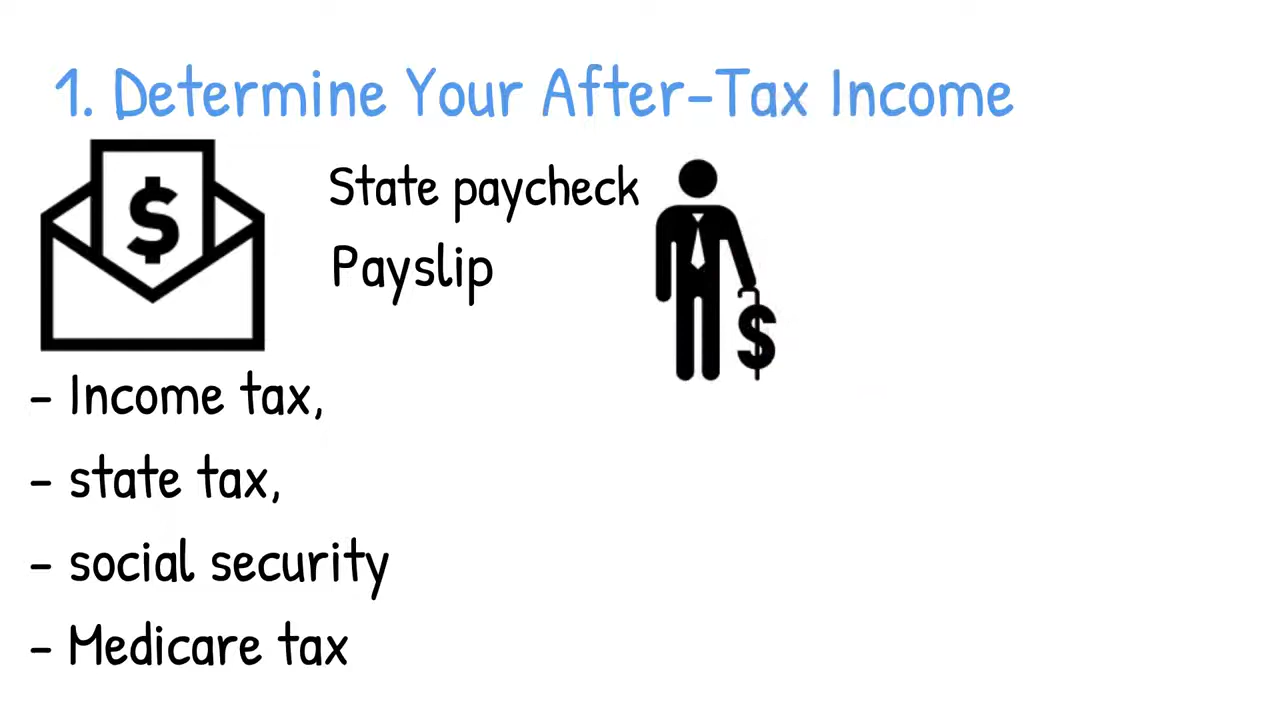 1. Determine Your After-Tax Income
$
State paycheck
Payslip
$
- Income tax,
- state tax,
- social security
- Medicare tax